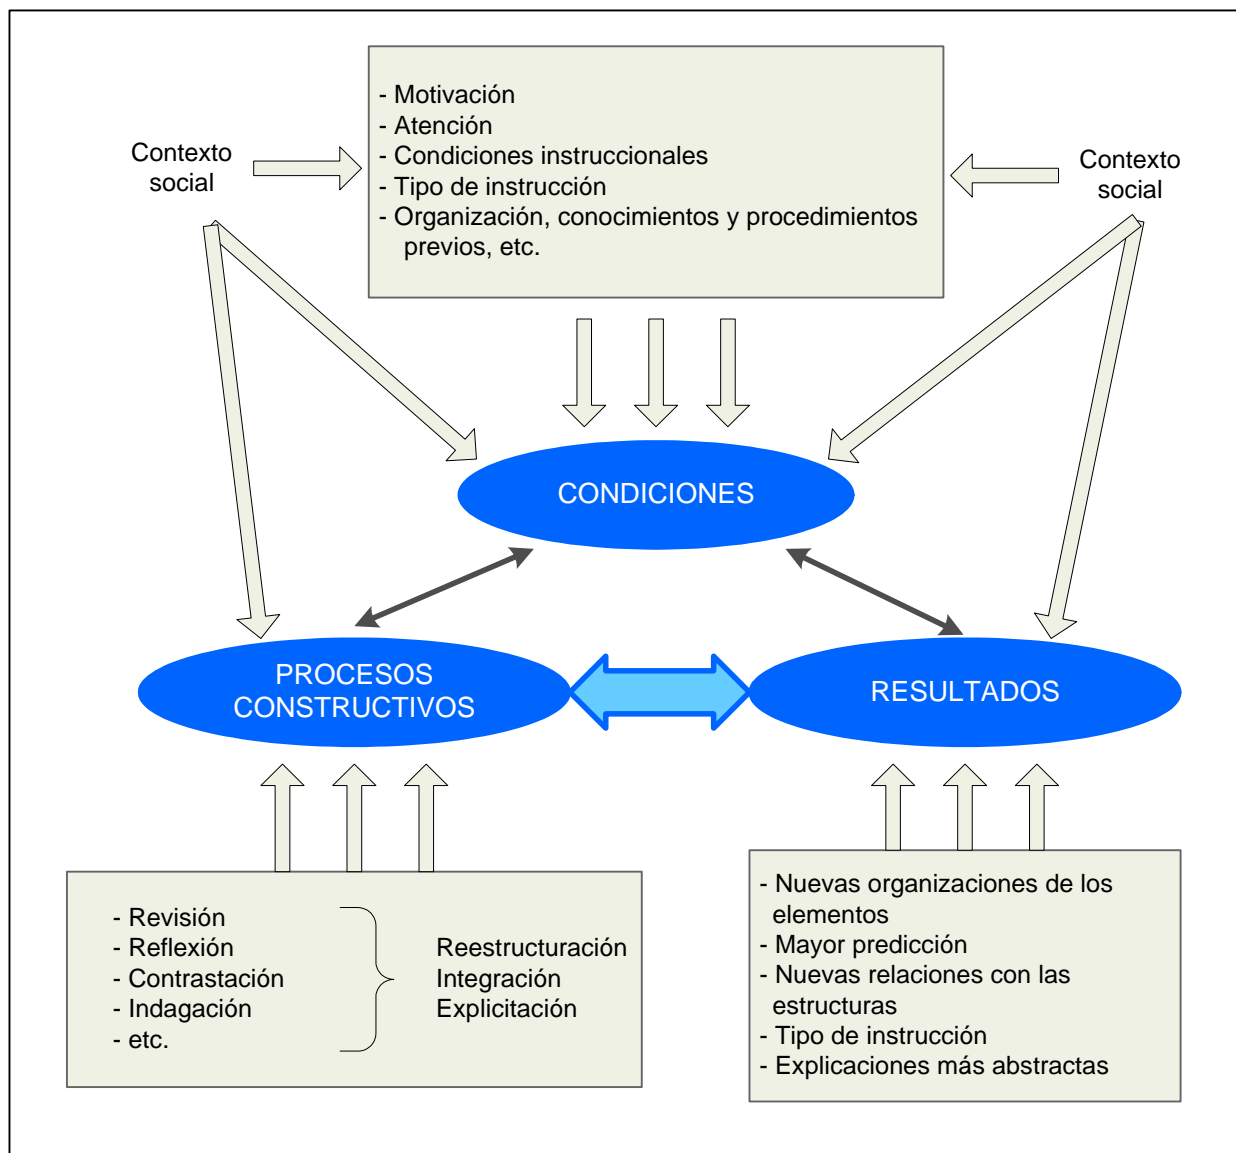 - Motivación
- Atención
- Condiciones instruccionales
- Tipo de instrucción
- Organización, conocimientos y procedimientos
previos, etc.
Contexto
social
Contexto
social
CONDICIONES
PROCESOS
CONSTRUCTIVOS
RESULTADOS
- Revisión
- Reflexión
- Contrastación
- Indagación
- etc.
Reestructuración
Integración
Explicitación
- Nuevas organizaciones de los
elementos
- Mayor predicción
- Nuevas relaciones con las
estructuras
- Tipo de instrucción
- Explicaciones más abstractas